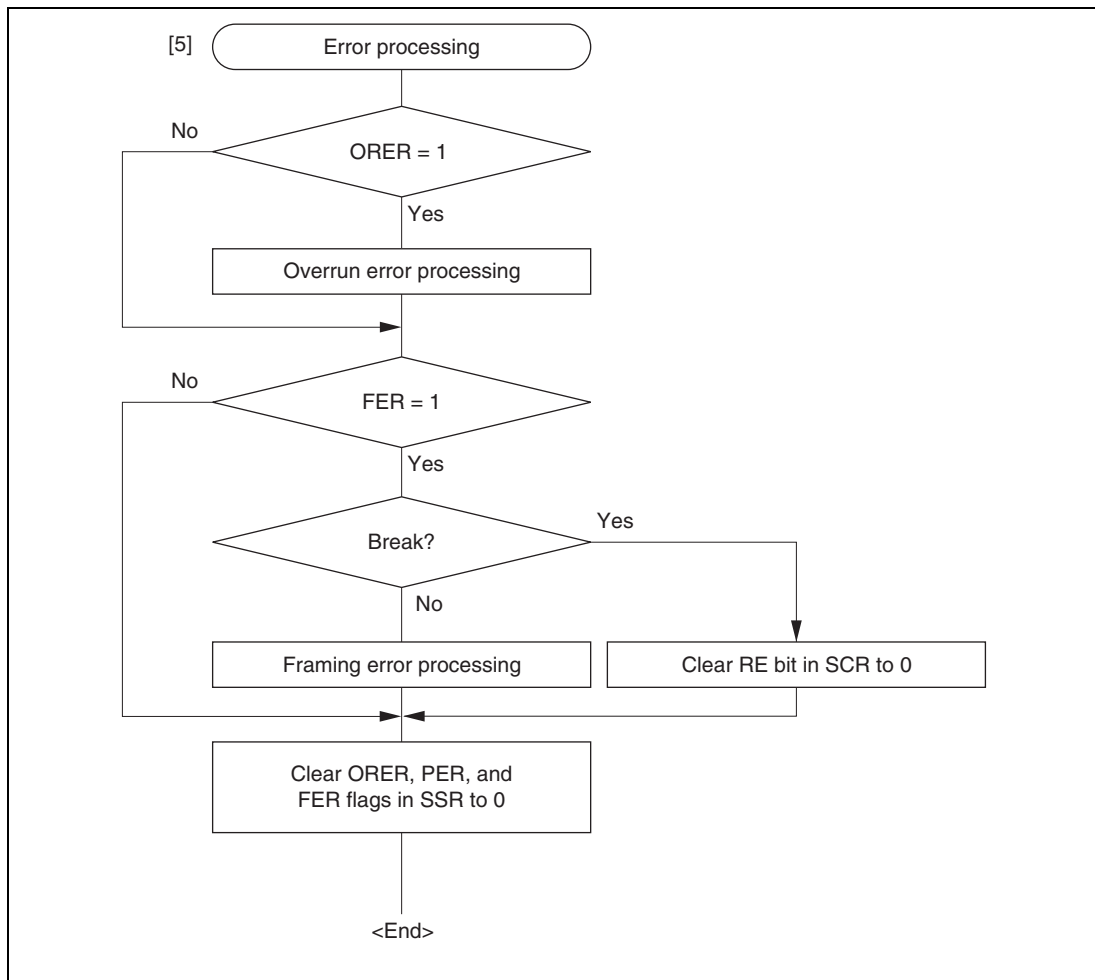 [5] Error processing
No
ORER = 1
Yes
Overrun error processing
No
FER = 1
Yes
Break?
Yes
No
Framing error processing
Clear RE bit in SCR to 0
Clear ORER, PER, and
FER flags in SSR to 0
<End>